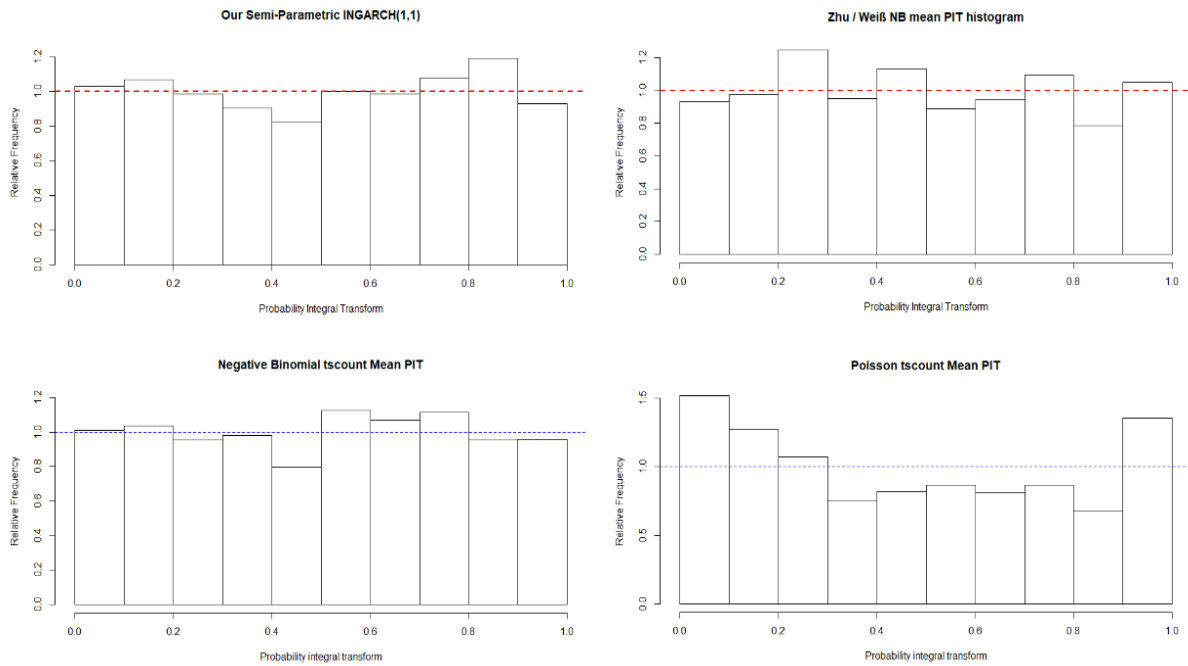 Our Semi-Parametric INGARCH(1,1)
Relative Frequency
0.0 0.2 0.4 0.6 0.8 1.0 1.2
0.0 0.2 0.4 0.6 0.8 1.0
Probability Integral Transform
Zhu / Weiß NB mean PIT histogram
Relative Frequency
0.0 0.2 0.4 0.6 0.8 1.0 1.2
0.0 0.2 0.4 0.6 0.8 1.0
Probability Integral Transform
Negative Binomial tscount Mean PIT
Relative Frequency
0.0 0.2 0.4 0.6 0.8 1.0 1.2
0.0 0.2 0.4 0.6 0.8 1.0
Probability integral transform
Poisson tscount Mean PIT
Relative Frequency
0.0 0.5 1.0 1.5
0.0 0.2 0.4 0.6 0.8 1.0
Probability integral transform